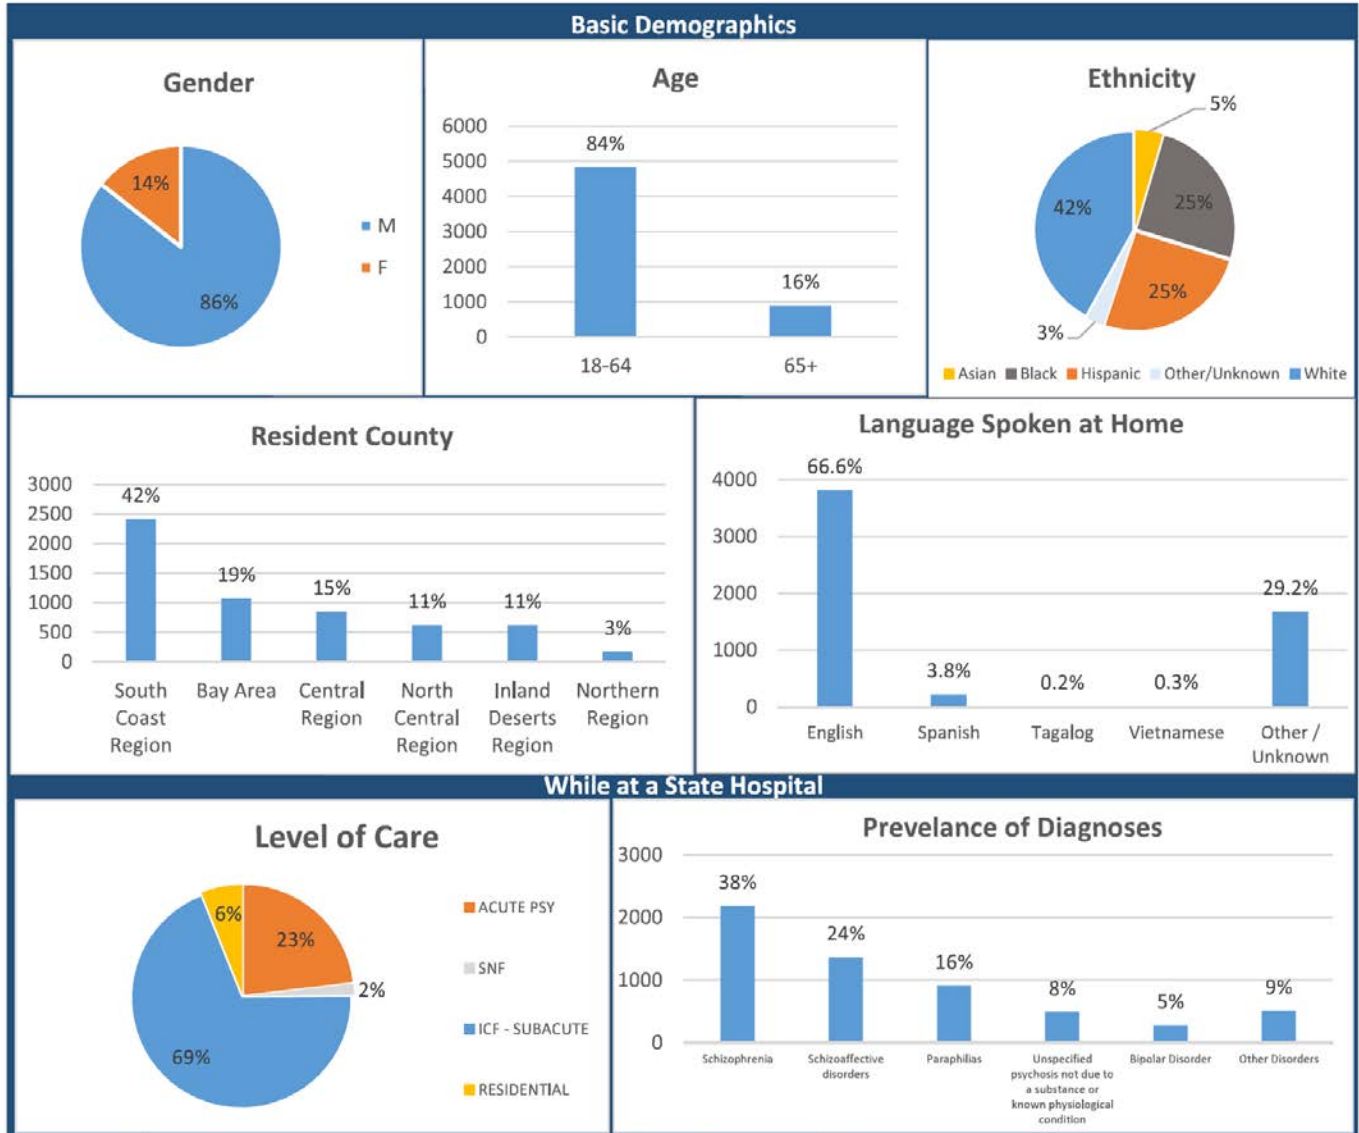 Basic Demographics
Gender
14%
86%
M
F
Age
6000
5000
4000
3000
2000
1000
0
84%
16%
18-64
65+
Ethnicity
5%
42%
25%
25%
3%
Asian Black Hispanic Other/Unknown White
Resident County
3000
2500
2000
1500
1000
500
0
42%
19%
15%
11%
11%
3%
South
Coast
Region
Bay Area
Central
Region
North
Central
Region
Inland
Deserts
Region
Northern
Region
Language Spoken at Home
4000
3000
2000
1000
0
66.6%
3.8%
0.2%
0.3%
29.2%
English
Spanish
Tagalog
Vietnamese
Other /
Unknown
While at a State Hospital
Level of Care
6%
23%
2%
69%
ACUTE PSY
SNF
ICF - SUBACUTE
RESIDENTIAL
Prevelance of Diagnoses
3000
2000
1000
0
38%
24%
16%
8%
5%
9%
Schizophrenia
Schizoaffective
disorders
Paraphilias
Unspecified
psychosis not due to
a substance or
known physiological
condition
Bipolar Disorder
Other Disorders